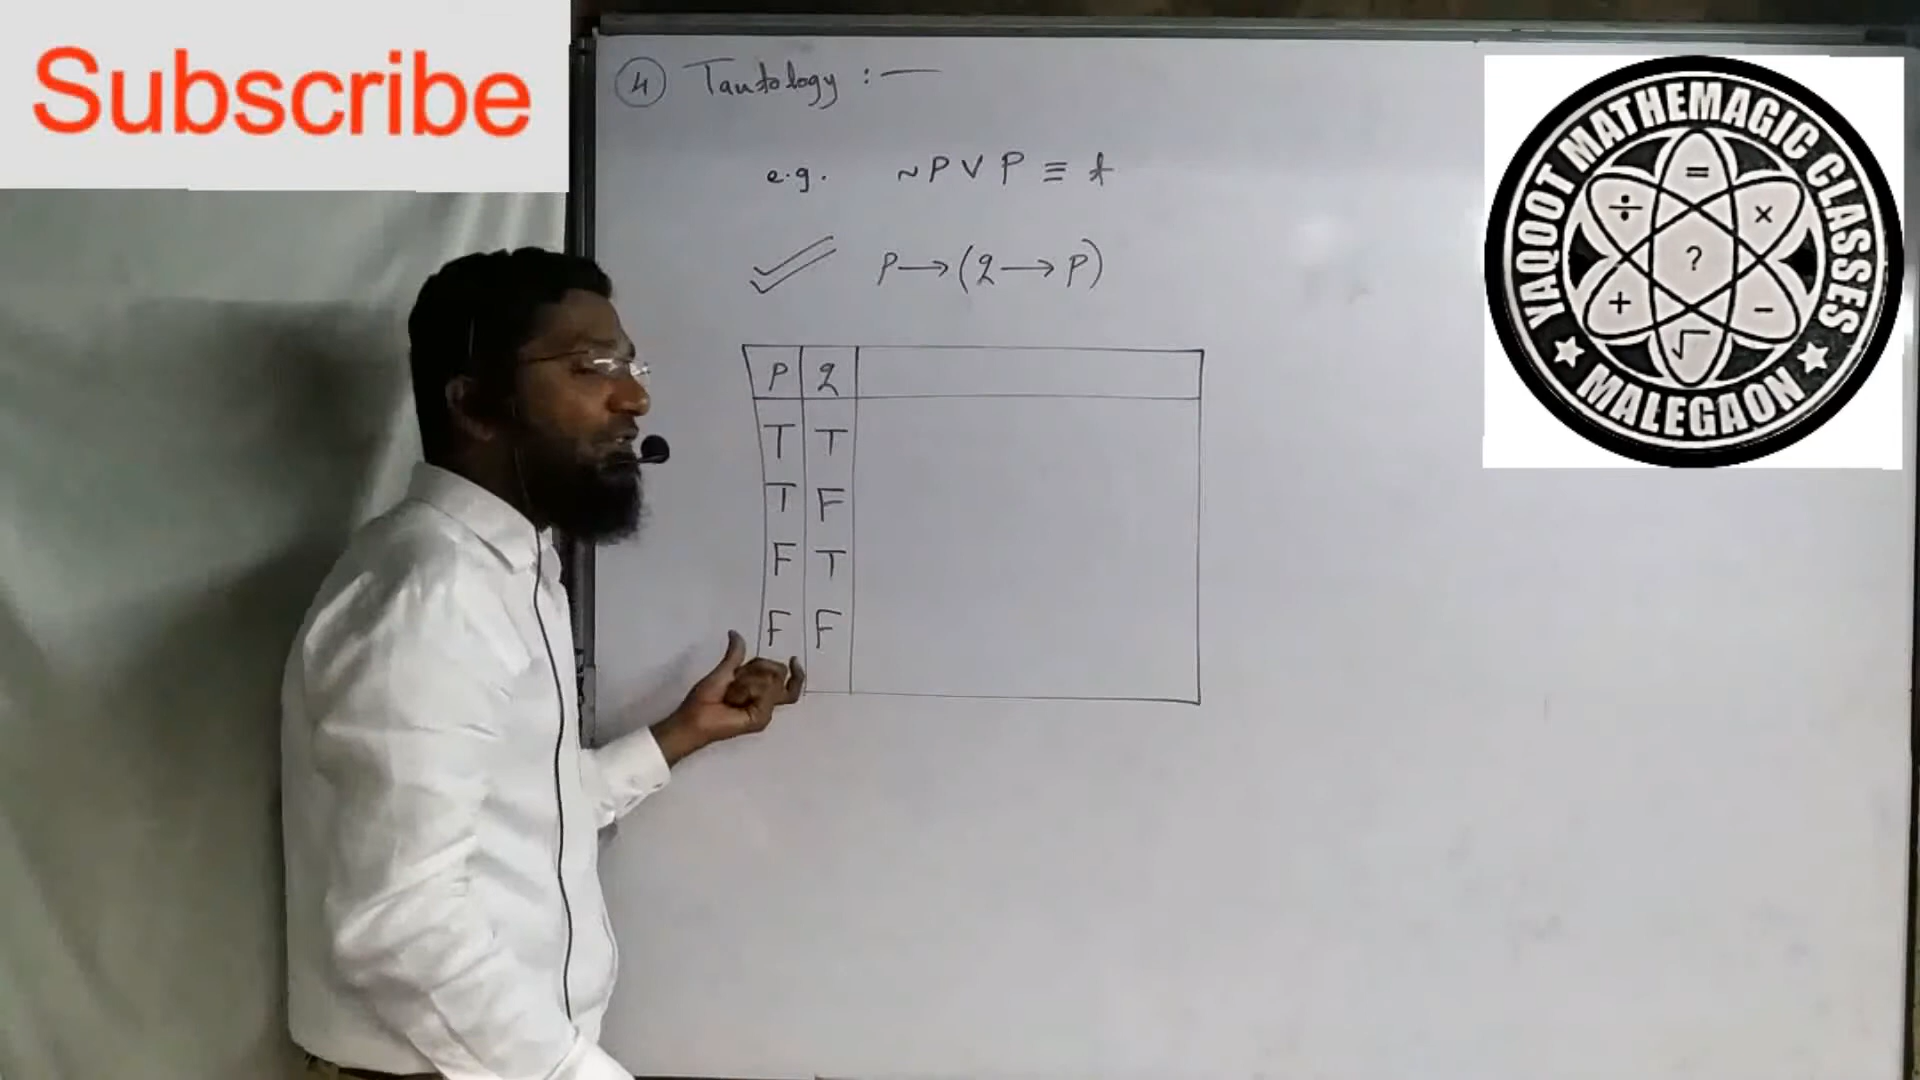 Subscribe
④ Tautology :—
e.g. ~P ∨ P ≡ t
P → (q → P)
P q
T T
T F
F T
F F
YAQOOT MATHEMAGIC CLASSES
★ MALEGAON ★
=
÷ ×
?
+ −
√